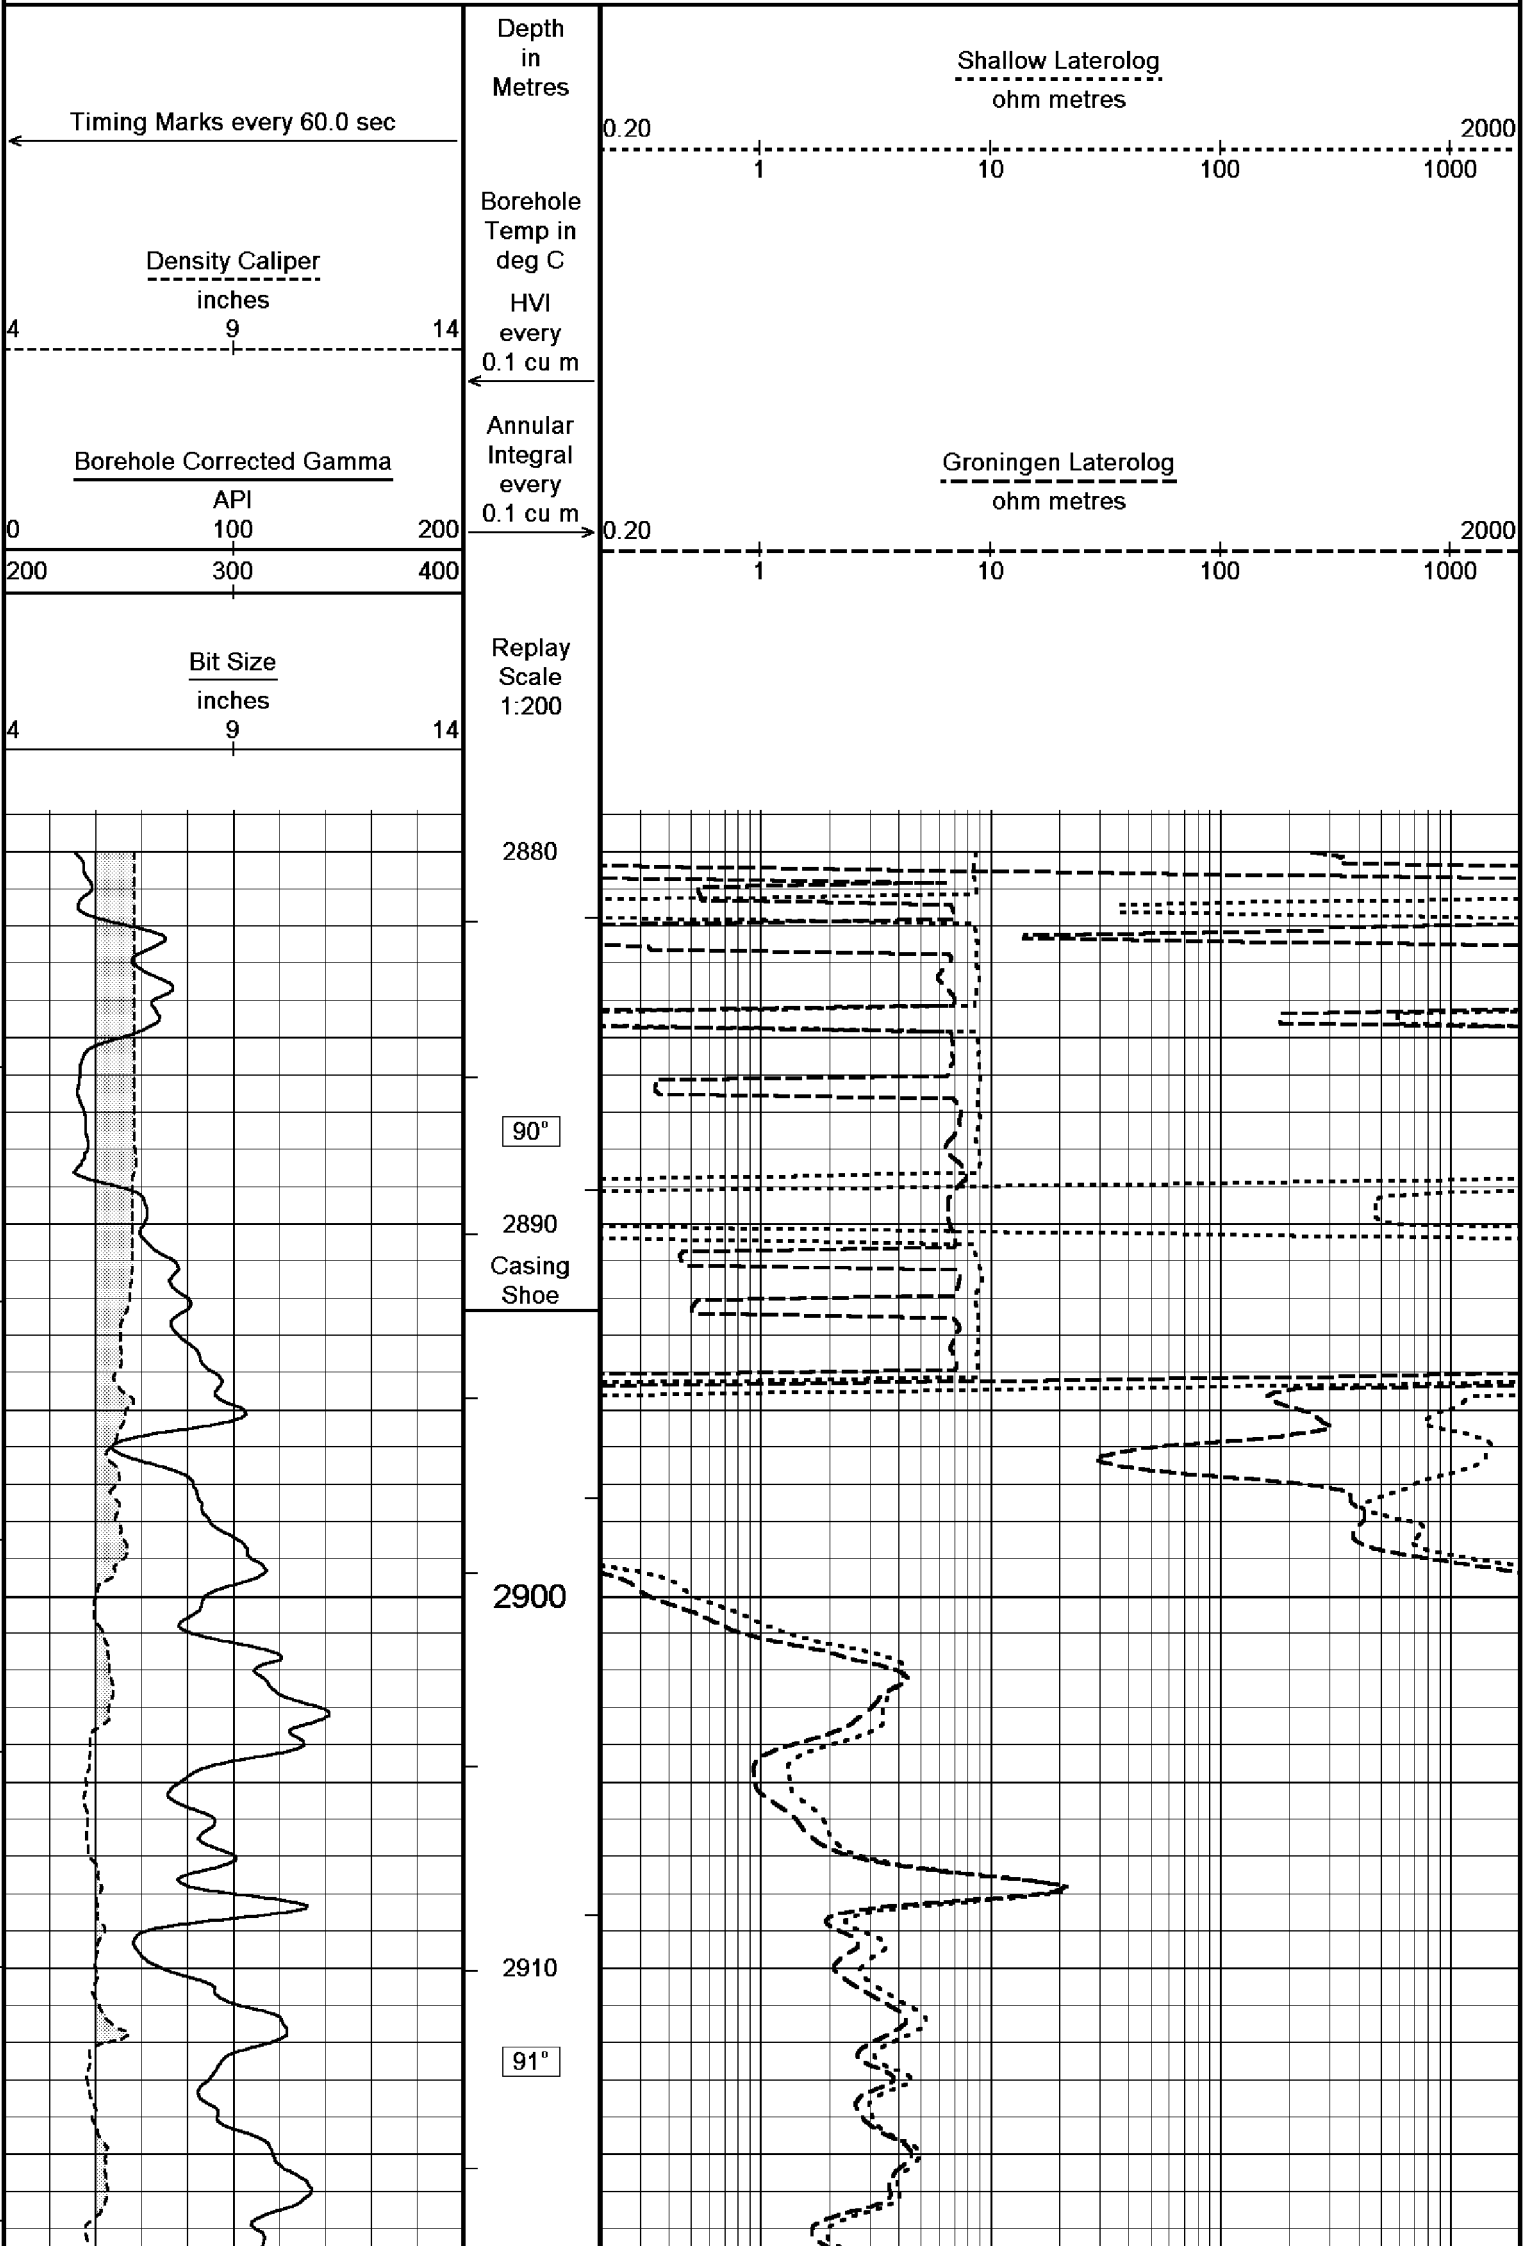 Timing Marks every 60.0 sec
Density Caliper
inches
4 9 14
Borehole Corrected Gamma
API
0 100 200
200 300 400
Bit Size
inches
4 9 14
Depth
in
Metres
Borehole
Temp in
deg C
HVI
every
0.1 cu m
Annular
Integral
every
0.1 cu m
Replay
Scale
1:200
Shallow Laterolog
ohm metres
0.20 2000
1 10 100 1000
Groningen Laterolog
ohm metres
0.20 2000
1 10 100 1000
2880
90°
2890
Casing
Shoe
2900
2910
91°